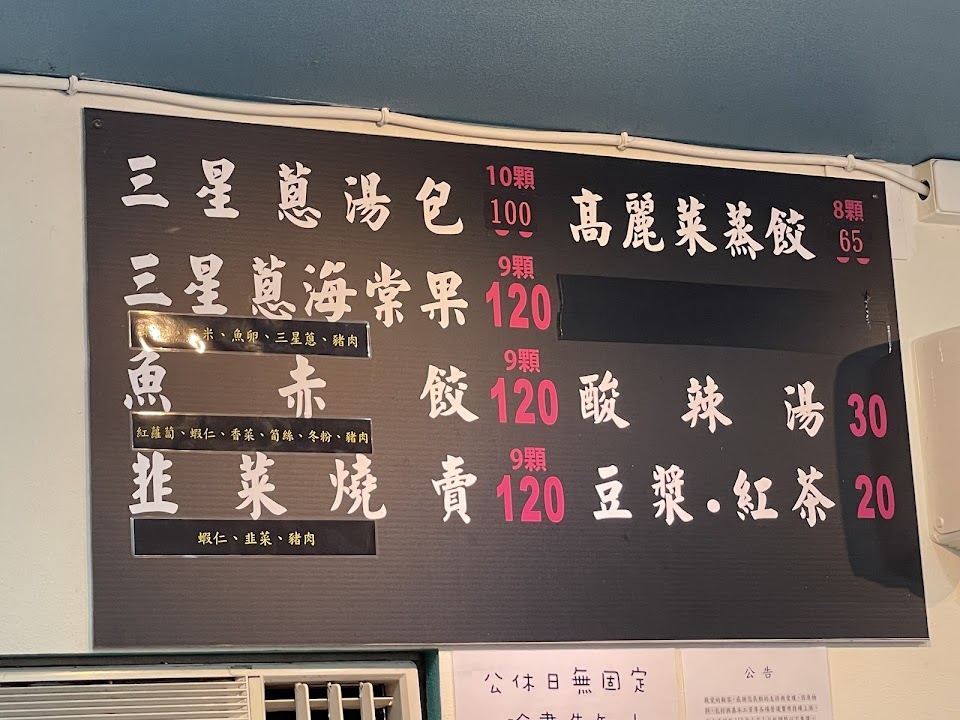 三星蔥湯包 10顆 100
三星蔥海棠果 9顆 120
米、魚卵、三星蔥、豬肉
魚赤餃 9顆 120
紅蘿蔔、蝦仁、香菜、筍絲、冬粉、豬肉
韭菜燒賣 9顆 120
蝦仁、韭菜、豬肉
高麗菜蒸餃 8顆 65
酸辣湯 30
豆漿·紅茶 20
公休日無固定
公告